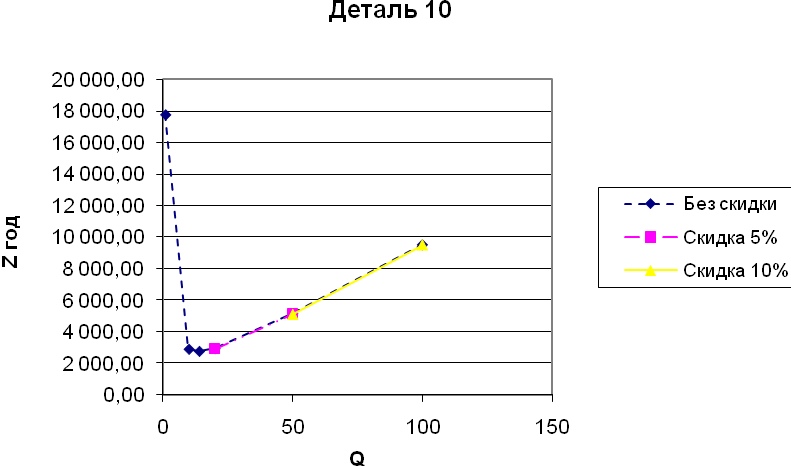 Деталь 10
20 000,00
18 000,00
16 000,00
14 000,00
12 000,00
10 000,00
8 000,00
6 000,00
4 000,00
2 000,00
0,00
Z год
0 50 100 150
Q
Без скидки
Скидка 5%
Скидка 10%